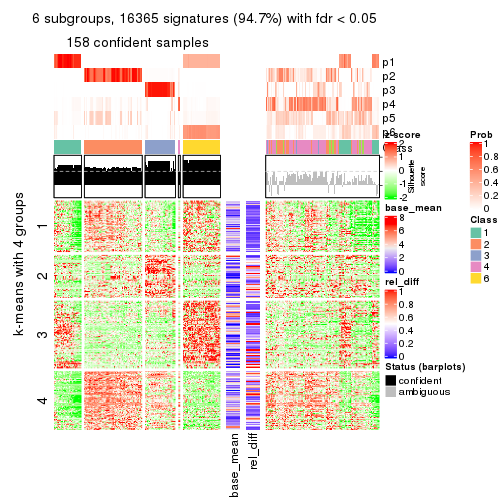 6 subgroups, 16365 signatures (94.7%) with fdr < 0.05
158 confident samples
p1
p2
p3
p4
p5
p6
Class
Silhouette
score
k-means with 4 groups
1
2
3
4
base_mean
rel_diff
z-score
2
1
0
-1
-2
base_mean
8
6
4
2
0
rel_diff
1
0.8
0.6
0.4
0.2
0
Status (barplots)
confident
ambiguous
Prob
1
0.8
0.6
0.4
0.2
0
Class
1
2
3
4
6